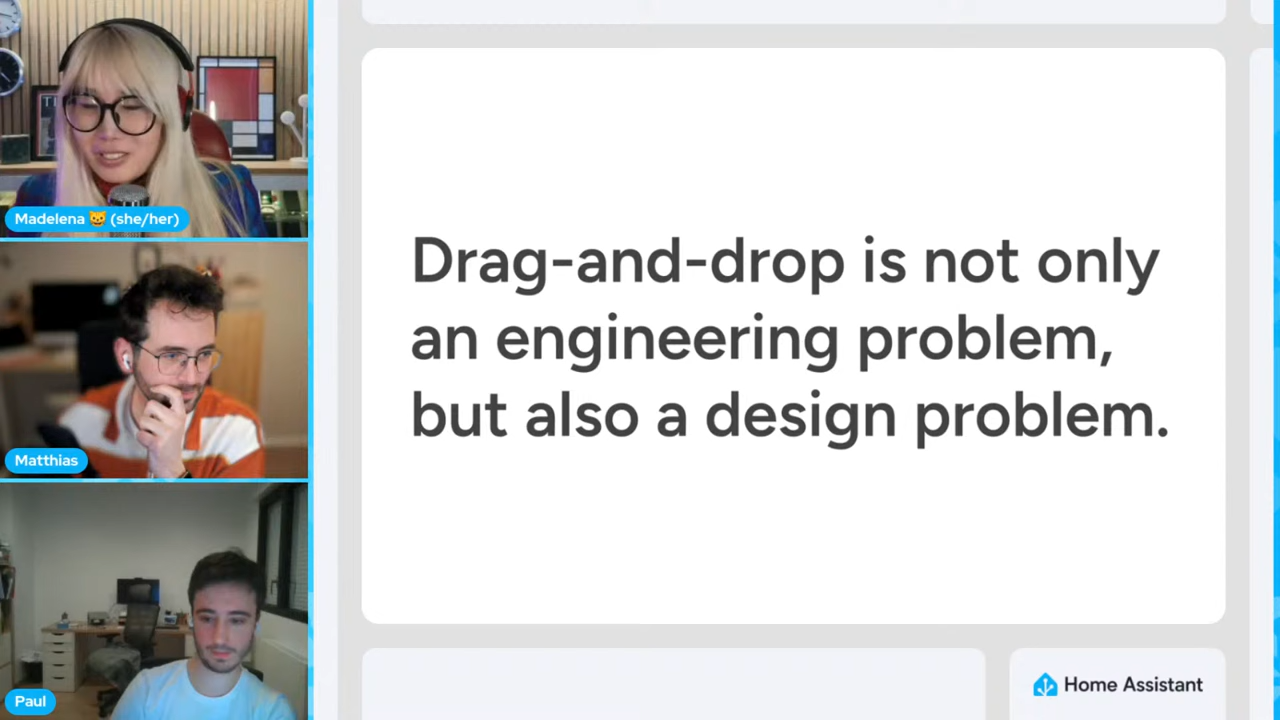 Madelena 😺 (she/her)
Matthias
Paul
Drag-and-drop is not only
an engineering problem,
but also a design problem.
Home Assistant